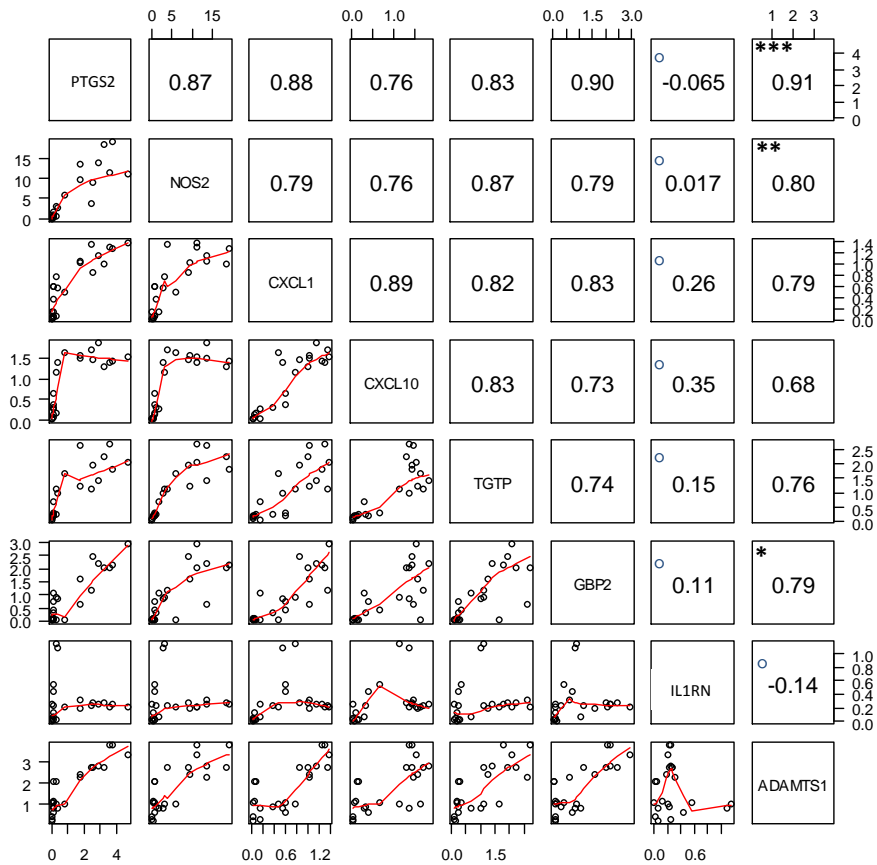 0 5 15 0.0 1.0 0.0 1.5 3.0 1 2 3
PTGS2 0.87 0.88 0.76 0.83 0.90 -0.065 *** 0.91 0 1 2 3 4
0 5 10 15 NOS2 0.79 0.76 0.87 0.79 0.017 ** 0.80
CXCL1 0.89 0.82 0.83 0.26 0.79 0.0 0.2 0.4 0.6 0.8 1.0 1.2 1.4
0.0 0.5 1.0 1.5 CXCL10 0.83 0.73 0.35 0.68
TGTP 0.74 0.15 0.76 0.0 0.5 1.0 1.5 2.0 2.5
0.0 0.5 1.0 1.5 2.0 2.5 3.0 GBP2 0.11 * 0.79
IL1RN -0.14 0.0 0.2 0.4 0.6 0.8 1.0
1 2 3 ADAMTS1
0 2 4 0.0 0.6 1.2 0.0 1.5 0.0 0.6